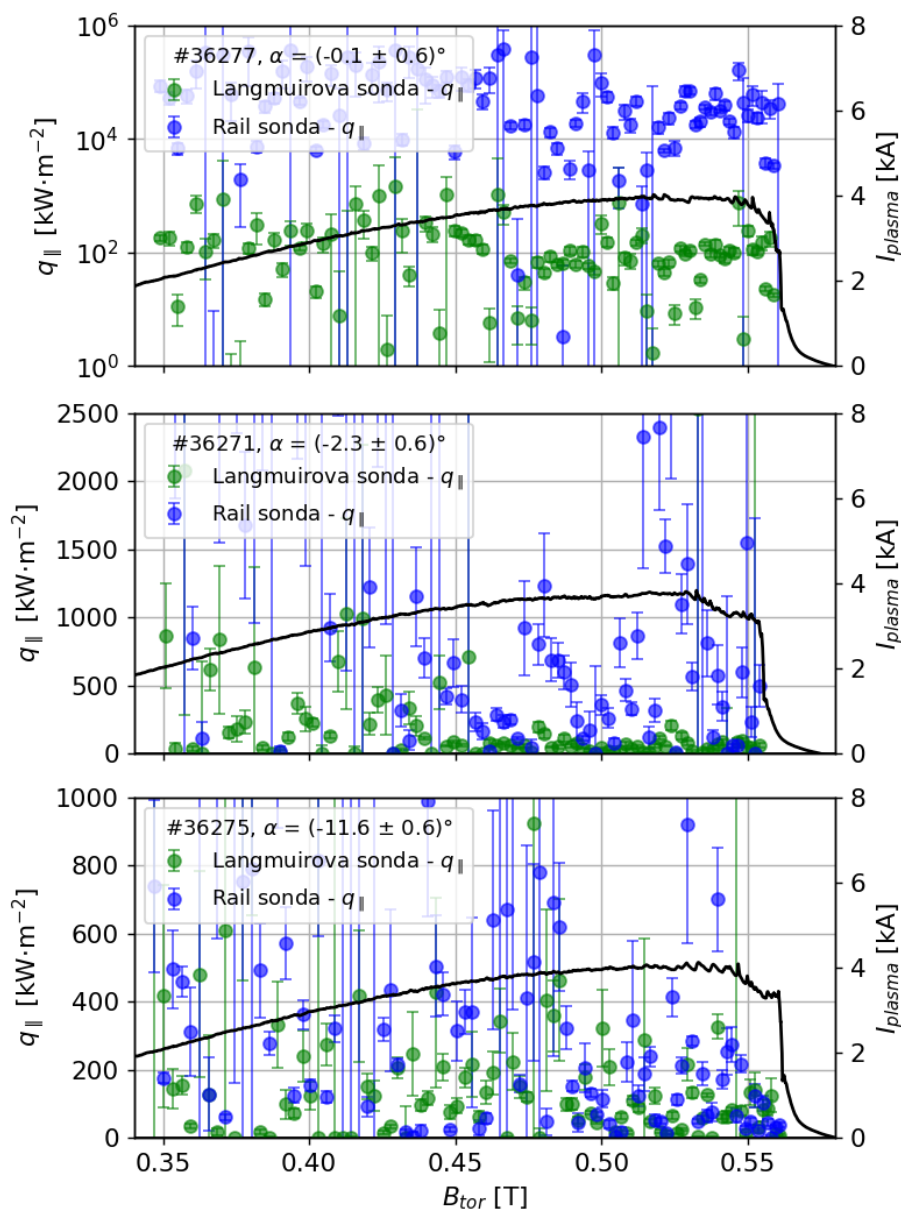 #36277, α = (-0.1 ± 0.6)°
Langmuirova sonda - q∥
Rail sonda - q∥
10⁶
10⁴
10²
10⁰
q∥ [kW·m⁻²]
8
6
4
2
0
I_plasma [kA]
#36271, α = (-2.3 ± 0.6)°
Langmuirova sonda - q∥
Rail sonda - q∥
2500
2000
1500
1000
500
0
q∥ [kW·m⁻²]
8
6
4
2
0
I_plasma [kA]
#36275, α = (-11.6 ± 0.6)°
Langmuirova sonda - q∥
Rail sonda - q∥
1000
800
600
400
200
0
q∥ [kW·m⁻²]
8
6
4
2
0
I_plasma [kA]
0.35 0.40 0.45 0.50 0.55
B_tor [T]